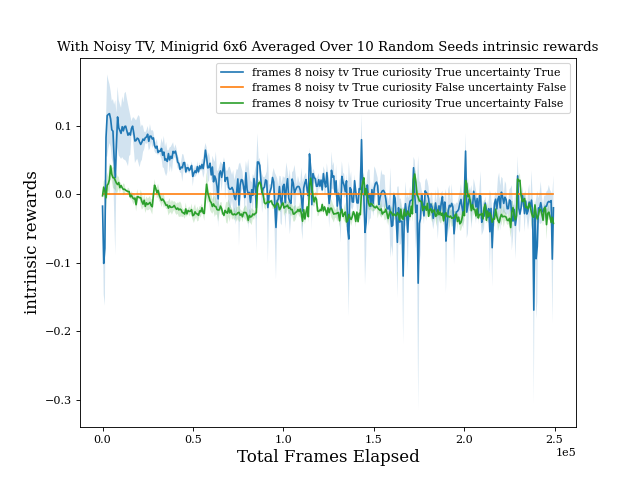 With Noisy TV, Minigrid 6x6 Averaged Over 10 Random Seeds intrinsic rewards
frames 8 noisy tv True curiosity True uncertainty True
frames 8 noisy tv True curiosity False uncertainty False
frames 8 noisy tv True curiosity True uncertainty False
intrinsic rewards
0.1
0.0
−0.1
−0.2
−0.3
0.0 0.5 1.0 1.5 2.0 2.5
1e5
Total Frames Elapsed